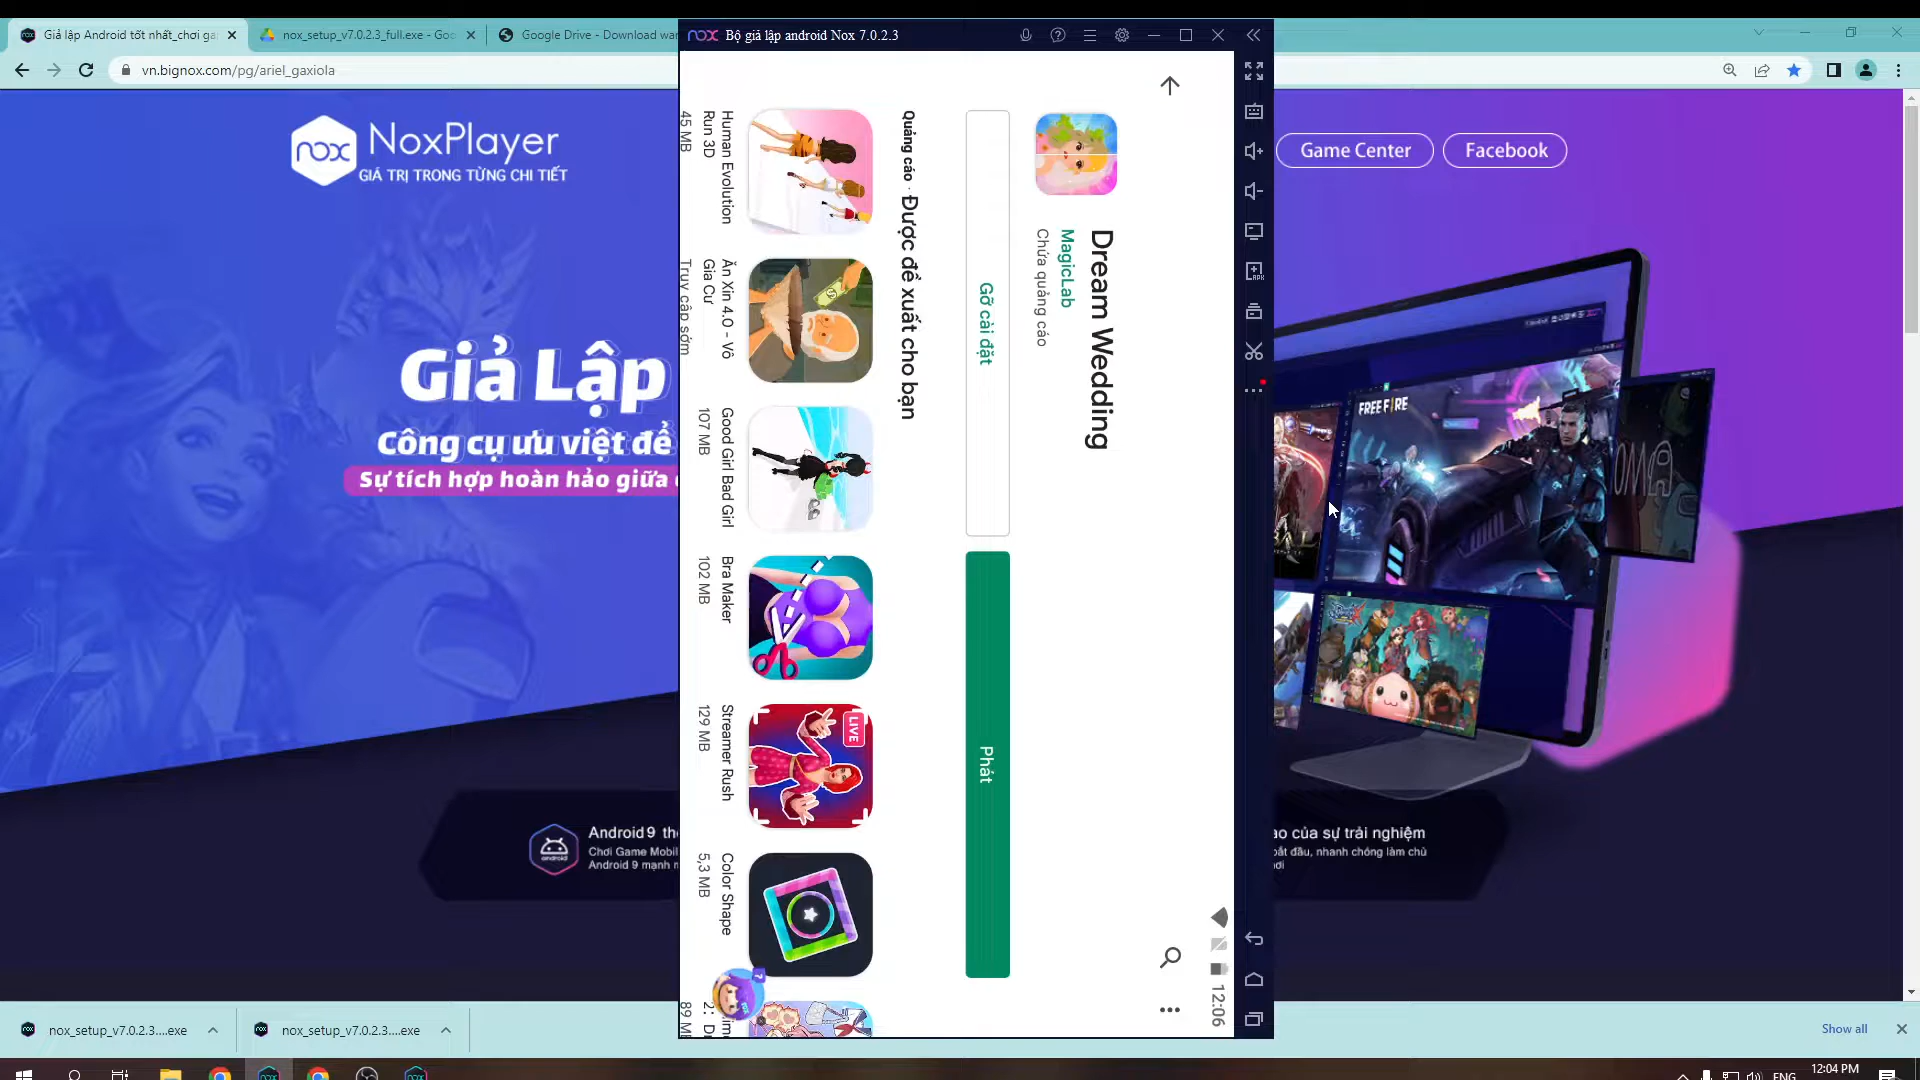 Giả lập Android tốt nhất_chơi ga
nox_setup_v7.0.2.3_full.exe - Goo
Google Drive - Download wa
vn.bignox.com/pg/ariel_gaxiola
nox Bộ giả lập android Nox 7.0.2.3
nox NoxPlayer
GIÁ TRỊ TRONG TỪNG CHI TIẾT
Game Center
Facebook
Giả Lập
Công cụ ưu việt để
Sự tích hợp hoàn hảo giữa
Dream Wedding
MagicLab
Chứa quảng cáo
Gỡ cài đặt
Phát
Quảng cáo · Được đề xuất cho bạn
Human Evolution
Run 3D
45 MB
Ăn Xin 4.0 - Vô
Gia Cư
Truy cập sớm
Good Girl Bad Girl
107 MB
Bra Maker
102 MB
LIVE
Streamer Rush
129 MB
Color Shape
5,3 MB
89 M
12:06
APK
FREE FIRE
Android 9 th
Chơi Game Mobil
Android 9 mạnh
ao của sự trải nghiệm
bắt đầu, nhanh chóng làm chủ
nox_setup_v7.0.2.3....exe
nox_setup_v7.0.2.3....exe
Show all
ENG
12:04 PM